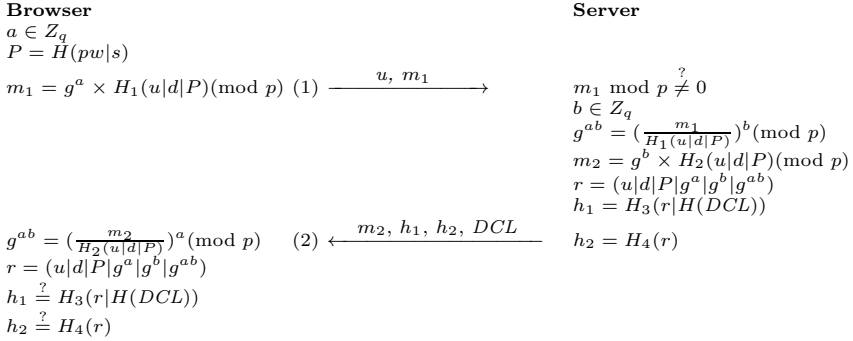 Browser Server
a ∈ Z_q
P = H(pw|s)
m_1 = g^a × H_1(u|d|P)(mod p) (1) u, m_1 m_1 mod p ≠^? 0
b ∈ Z_q
g^{ab} = (\frac{m_1}{H_1(u|d|P)})^b(mod p)
m_2 = g^b × H_2(u|d|P)(mod p)
r = (u|d|P|g^a|g^b|g^{ab})
h_1 = H_3(r|H(DCL))
g^{ab} = (\frac{m_2}{H_2(u|d|P)})^a(mod p) (2) m_2, h_1, h_2, DCL h_2 = H_4(r)
r = (u|d|P|g^a|g^b|g^{ab})
h_1 =^? H_3(r|H(DCL))
h_2 =^? H_4(r)